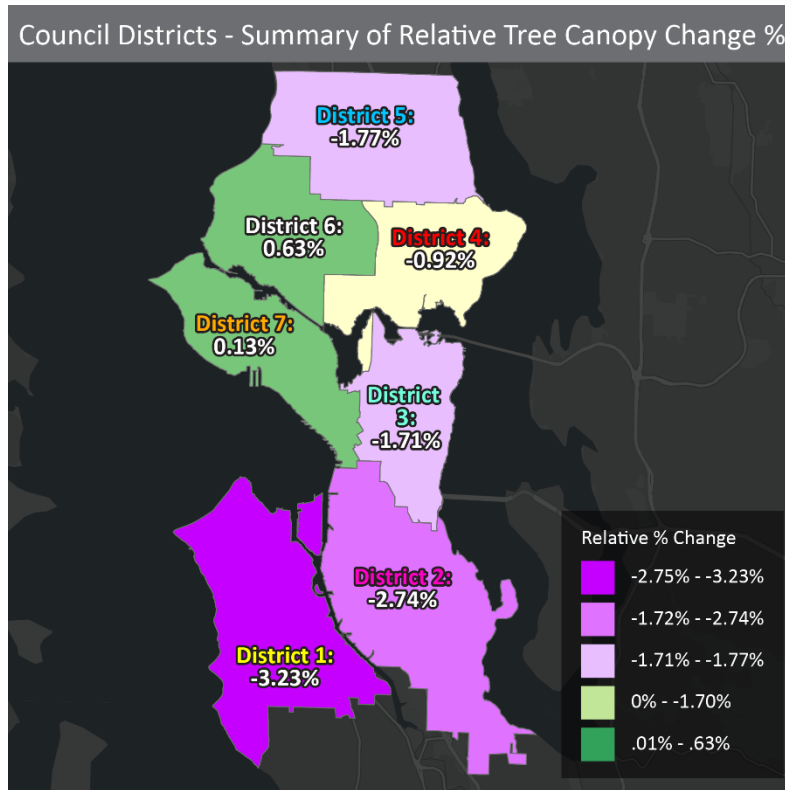 Council Districts - Summary of Relative Tree Canopy Change %
District 5:
-1.77%
District 6:
0.63%
District 4:
-0.92%
District 7:
0.13%
District
3:
-1.71%
District 2:
-2.74%
District 1:
-3.23%
Relative % Change
-2.75% - -3.23%
-1.72% - -2.74%
-1.71% - -1.77%
0% - -1.70%
.01% - .63%